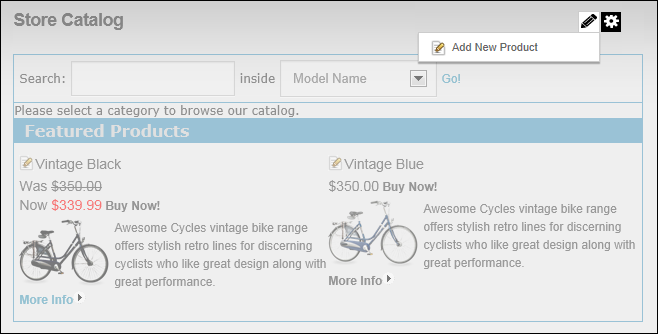 Store Catalog
Add New Product
Search: inside Model Name Go!
Please select a category to browse our catalog.
Featured Products
Vintage Black
Was $350.00
Now $339.99 Buy Now!
Awesome Cycles vintage bike range
offers stylish retro lines for discerning
cyclists who like great design along with
great performance.
More Info
Vintage Blue
$350.00 Buy Now!
Awesome Cycles vintage bike range
offers stylish retro lines for discerning
cyclists who like great design along with
great performance.
More Info